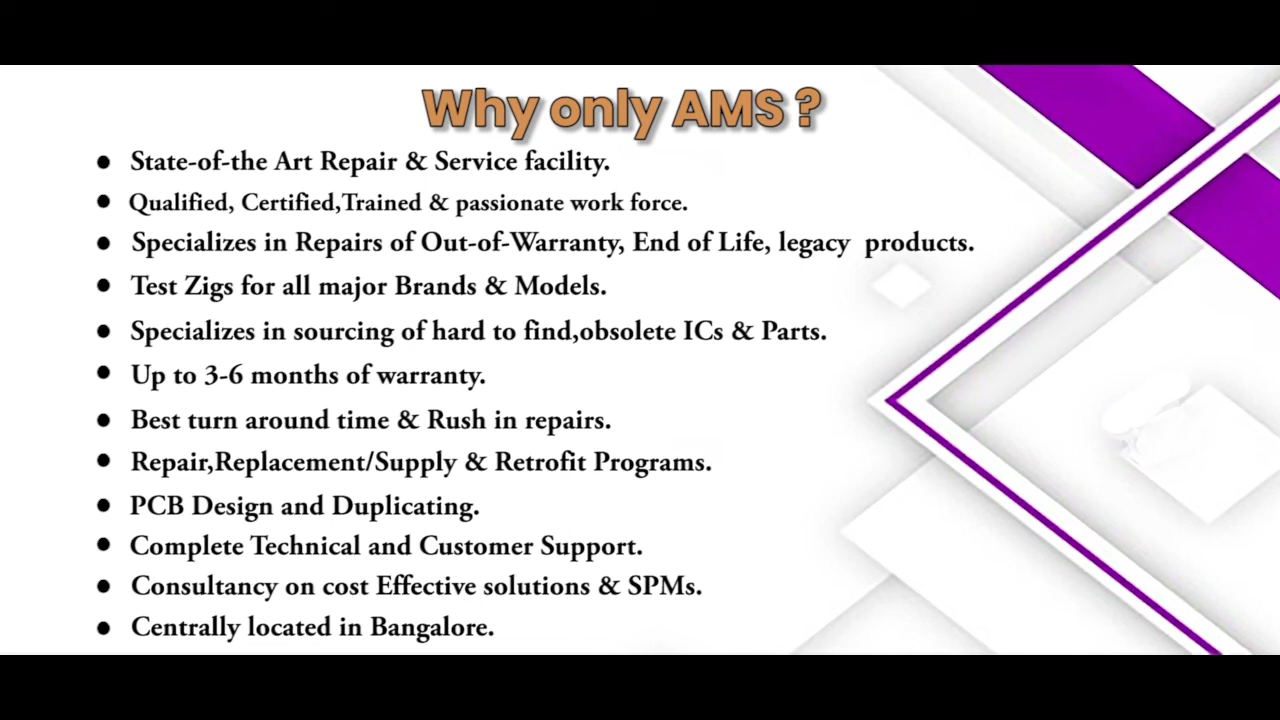 Why only AMS ?
● State-of-the Art Repair & Service facility.
● Qualified, Certified,Trained & passionate work force.
● Specializes in Repairs of Out-of-Warranty, End of Life, legacy  products.
● Test Zigs for all major Brands & Models.
● Specializes in sourcing of hard to find,obsolete ICs & Parts.
● Up to 3-6 months of warranty.
● Best turn around time & Rush in repairs.
● Repair,Replacement/Supply & Retrofit Programs.
● PCB Design and Duplicating.
● Complete Technical and Customer Support.
● Consultancy on cost Effective solutions & SPMs.
● Centrally located in Bangalore.